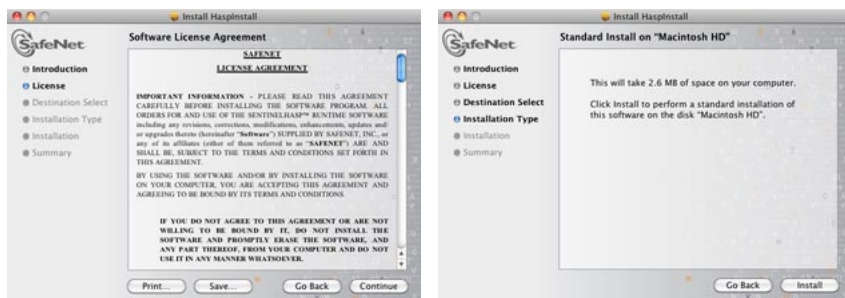 Install HaspInstall
SafeNet
Introduction
License
Destination Select
Installation Type
Installation
Summary
Software License Agreement
SAFENET
LICENSE AGREEMENT
IMPORTANT INFORMATION - PLEASE READ THIS AGREEMENT
CAREFULLY BEFORE INSTALLING THE SOFTWARE PROGRAM. ALL
ORDERS FOR AND USE OF THE SENTINELHASP™ RUNTIME SOFTWARE
including any revisions, corrections, modifications, enhancements, updates and/
or upgrades thereto (hereinafter "Software") SUPPLIED BY SAFENET, INC., or
any of its affiliates (either of them referred to as "SAFENET") ARE AND
SHALL BE, SUBJECT TO THE TERMS AND CONDITIONS SET FORTH IN
THIS AGREEMENT.
BY USING THE SOFTWARE AND/OR BY INSTALLING THE SOFTWARE
ON YOUR COMPUTER, YOU ARE ACCEPTING THIS AGREEMENT AND
AGREEING TO BE BOUND BY ITS TERMS AND CONDITIONS.
IF YOU DO NOT AGREE TO THIS AGREEMENT OR ARE NOT
WILLING TO BE BOUND BY IT, DO NOT INSTALL THE
SOFTWARE AND PROMPTLY ERASE THE SOFTWARE, AND
ANY PART THEREOF, FROM YOUR COMPUTER AND DO NOT
USE IT IN ANY MANNER WHATSOEVER.
Print... Save... Go Back Continue
Install HaspInstall
SafeNet
Introduction
License
Destination Select
Installation Type
Installation
Summary
Standard Install on "Macintosh HD"
This will take 2.6 MB of space on your computer.
Click Install to perform a standard installation of
this software on the disk "Macintosh HD".
Go Back Install